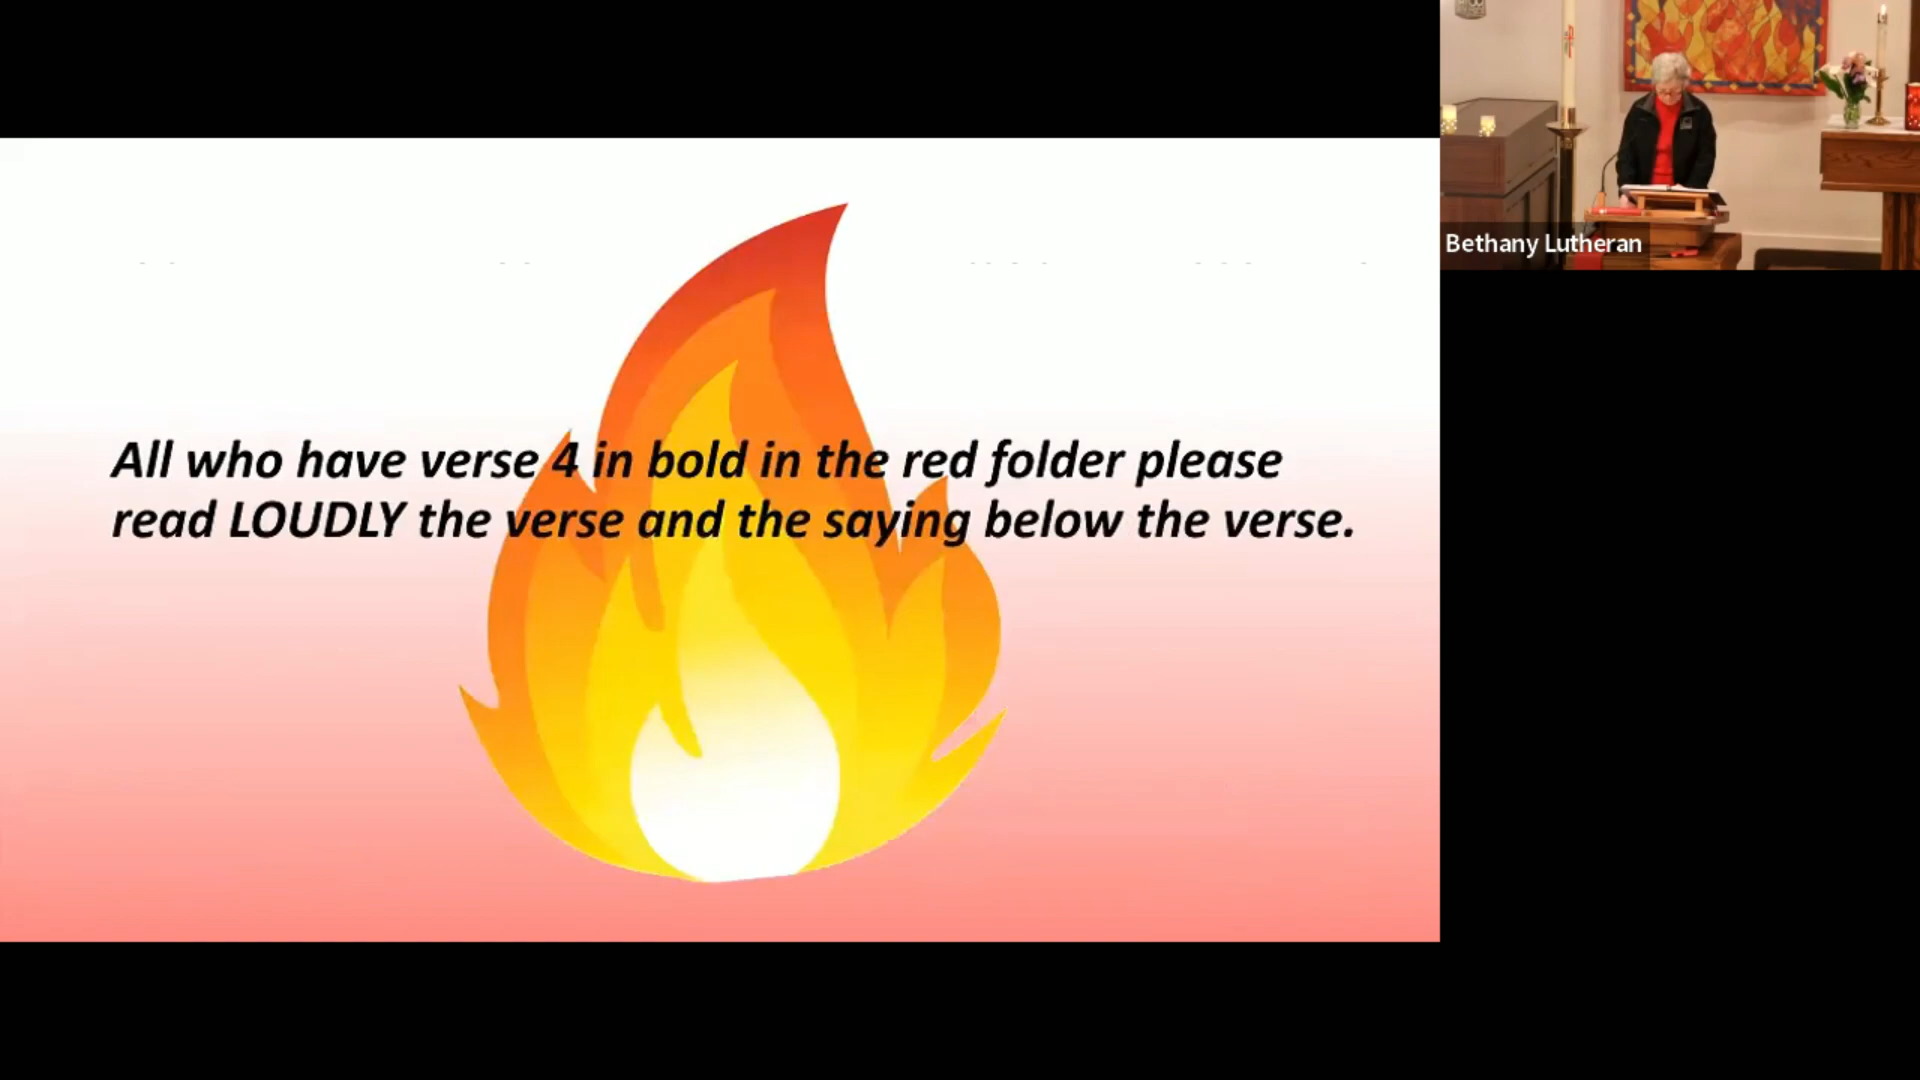 All who have verse 4 in bold in the red folder please
read LOUDLY the verse and the saying below the verse.
Bethany Lutheran